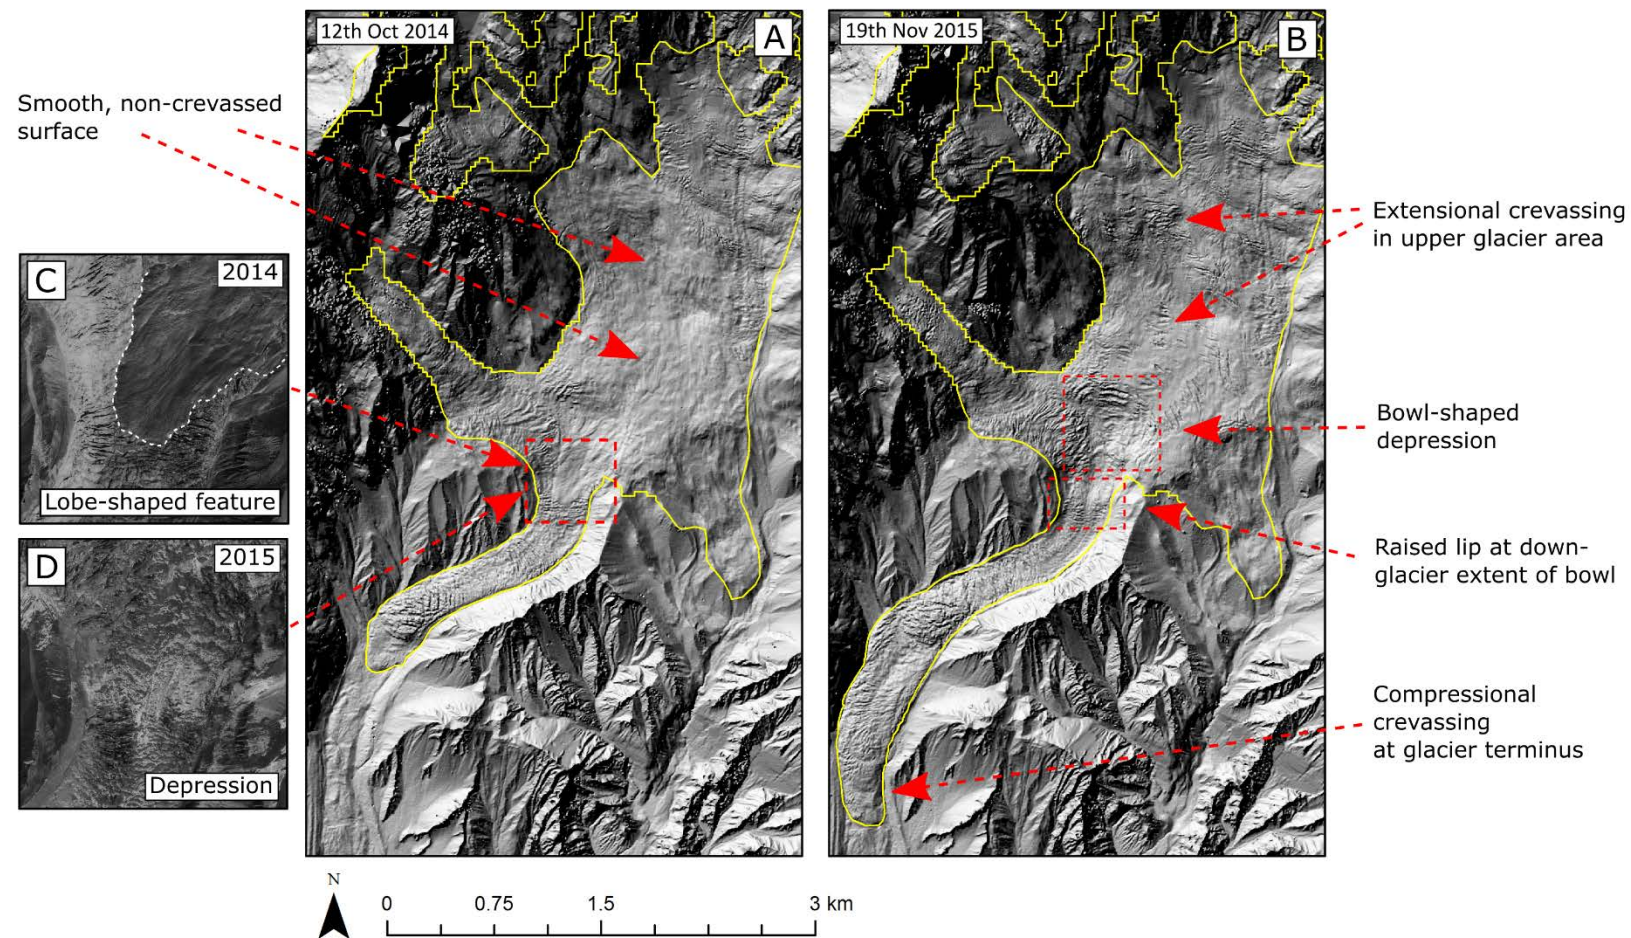 12th Oct 2014
A
19th Nov 2015
B
Smooth, non-crevassed
surface
Extensional crevassing
in upper glacier area
C
2014
Lobe-shaped feature
Bowl-shaped
depression
D
2015
Depression
Raised lip at down-
glacier extent of bowl
Compressional
crevassing
at glacier terminus
N
0 0.75 1.5 3 km